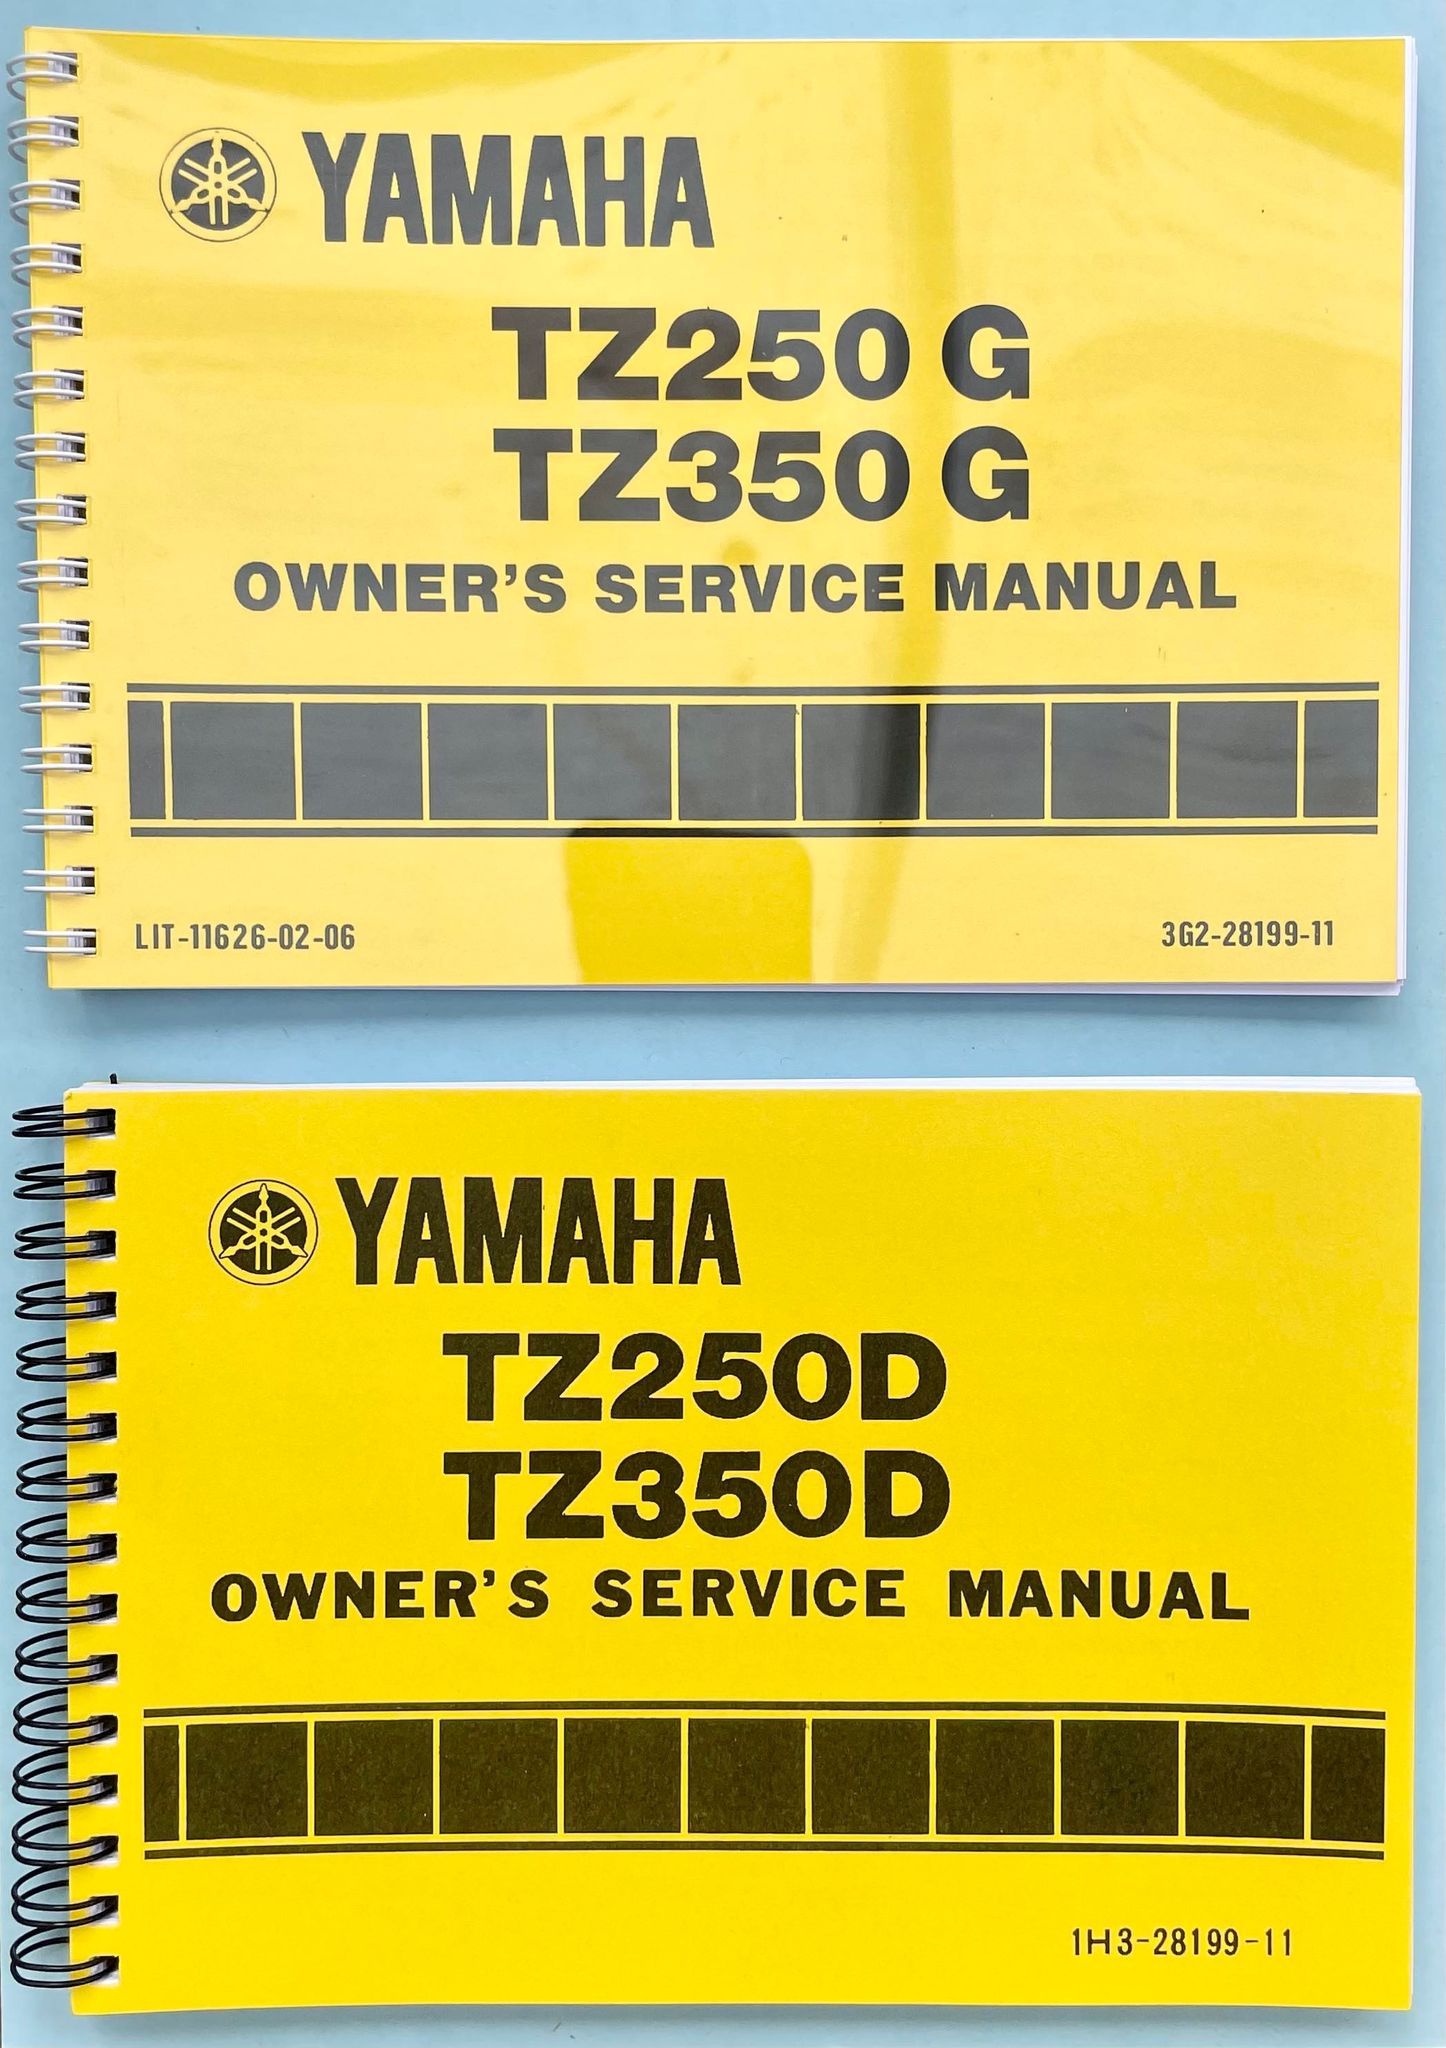 YAMAHA
TZ250 G
TZ350 G
OWNER'S SERVICE MANUAL
LIT-11626-02-06
3G2-28199-11
YAMAHA
TZ250D
TZ350D
OWNER'S SERVICE MANUAL
1H3-28199-11